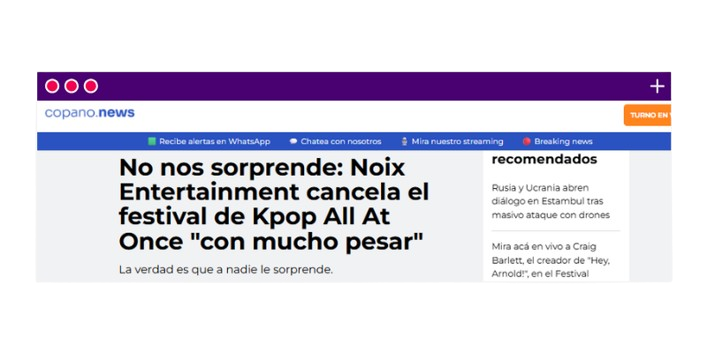 copano.news
TURNO EN
Recibe alertas en WhatsApp
Chatea con nosotros
Mira nuestro streaming
Breaking news
No nos sorprende: Noix
Entertainment cancela el
festival de Kpop All At
Once "con mucho pesar"
La verdad es que a nadie le sorprende.
recomendados
Rusia y Ucrania abren
diálogo en Estambul tras
masivo ataque con drones
Mira acá en vivo a Craig
Barlett, el creador de "Hey,
Arnold!", en el Festival